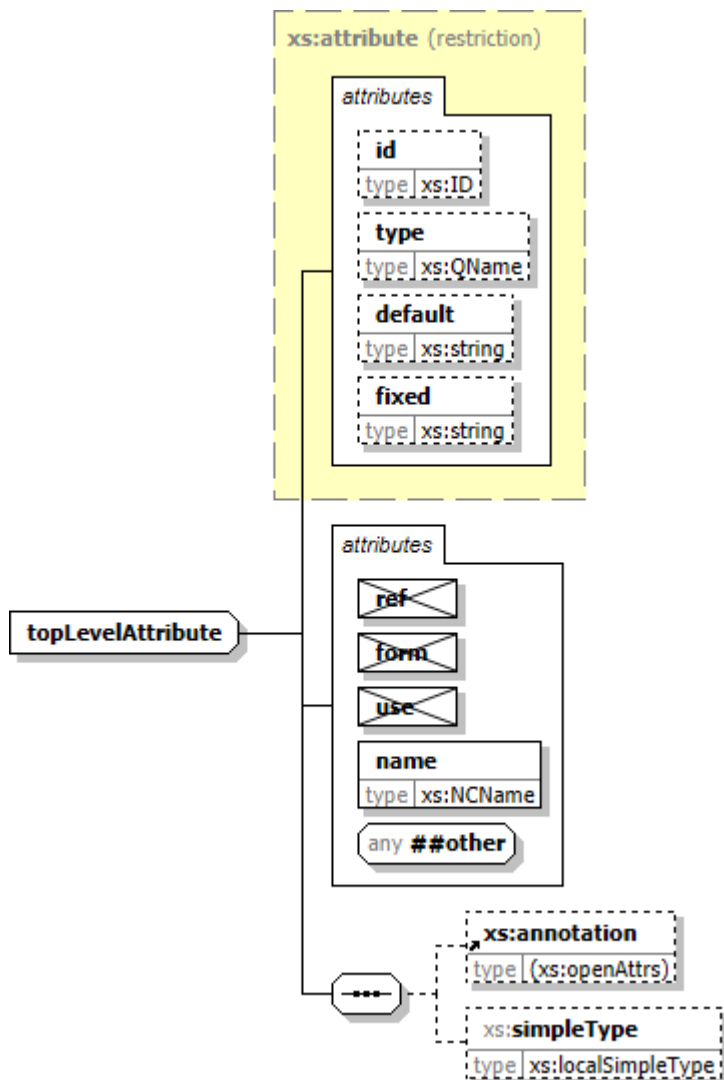 xs:attribute (restriction)
attributes
id
type xs:ID
type
type xs:QName
default
type xs:string
fixed
type xs:string
attributes
ref
form
topLevelAttribute
use
name
type xs:NCName
any ##other
xs:annotation
type (xs:openAttrs)
xs:simpleType
type xs:localSimpleType